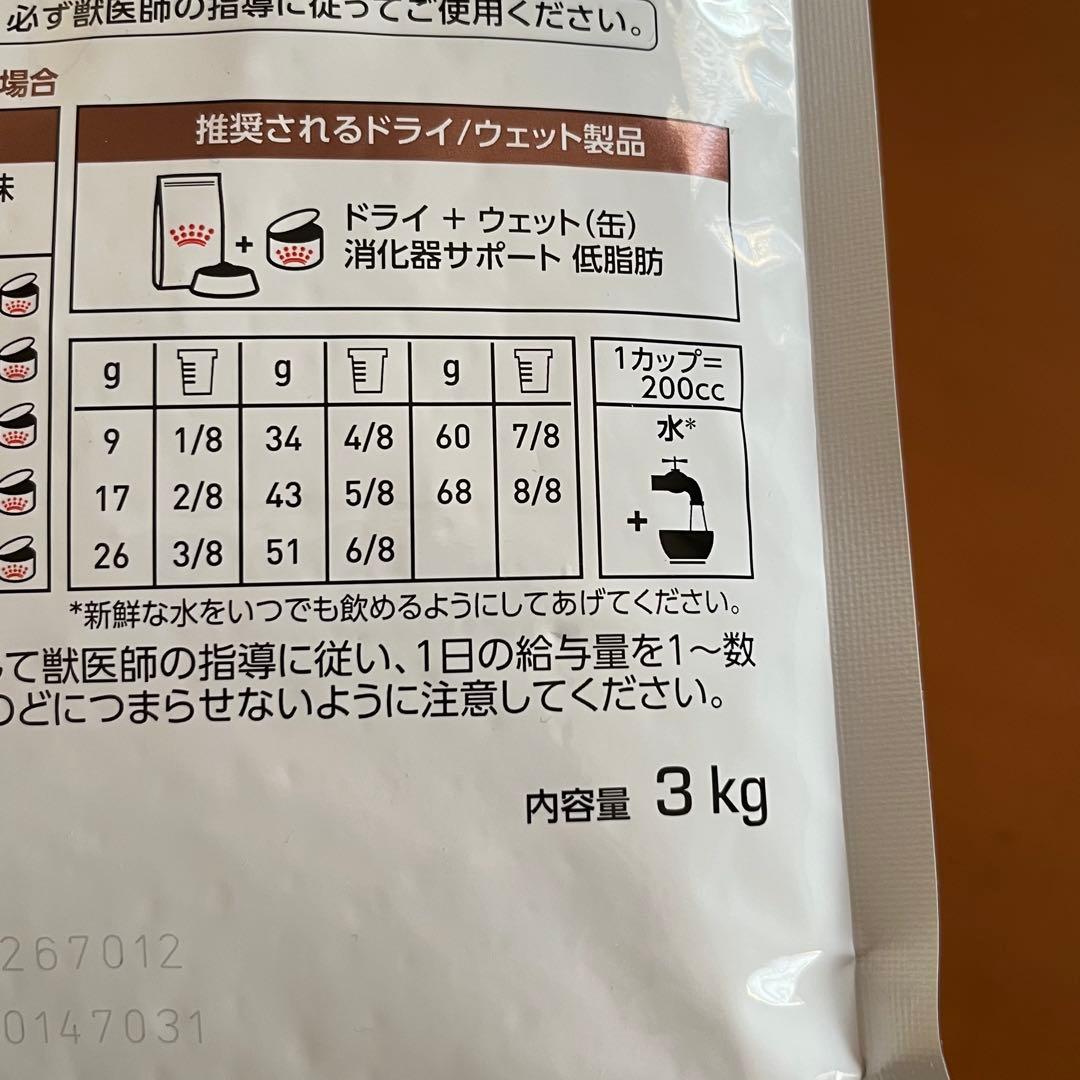 必ず獣医師の指導に従ってご使用ください。
場合
推奨されるドライ/ウェット製品
味
ドライ + ウェット(缶)
消化器サポート 低脂肪
+
g g g
9 1/8 34 4/8 60 7/8
17 2/8 43 5/8 68 8/8
26 3/8 51 6/8
1カップ=
200cc
水*
+
*新鮮な水をいつでも飲めるようにしてあげてください。
して獣医師の指導に従い、1日の給与量を1〜数
のどにつまらせないように注意してください。
内容量 3 kg
267012
0147031